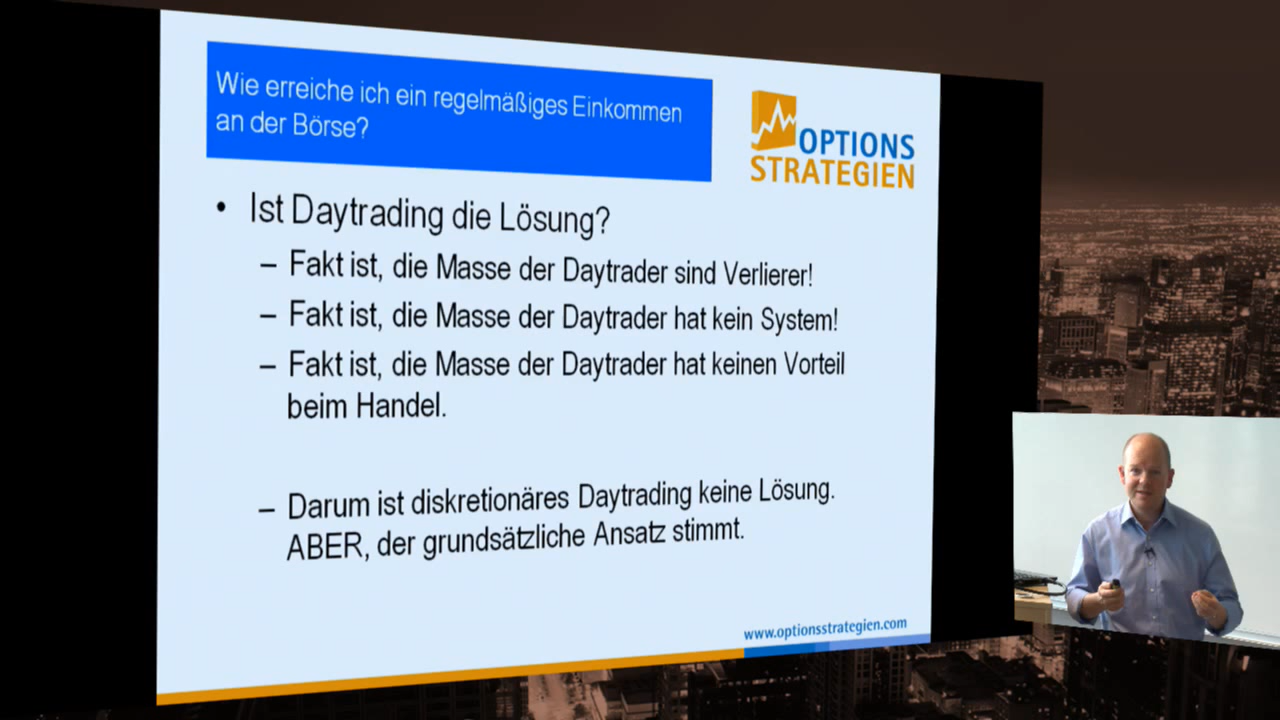 Wie erreiche ich ein regelmäßiges Einkommen
an der Börse?
OPTIONS
STRATEGIEN
• Ist Daytrading die Lösung?
– Fakt ist, die Masse der Daytrader sind Verlierer!
– Fakt ist, die Masse der Daytrader hat kein System!
– Fakt ist, die Masse der Daytrader hat keinen Vorteil
beim Handel.
– Darum ist diskretionäres Daytrading keine Lösung.
ABER, der grundsätzliche Ansatz stimmt.
www.optionsstrategien.com